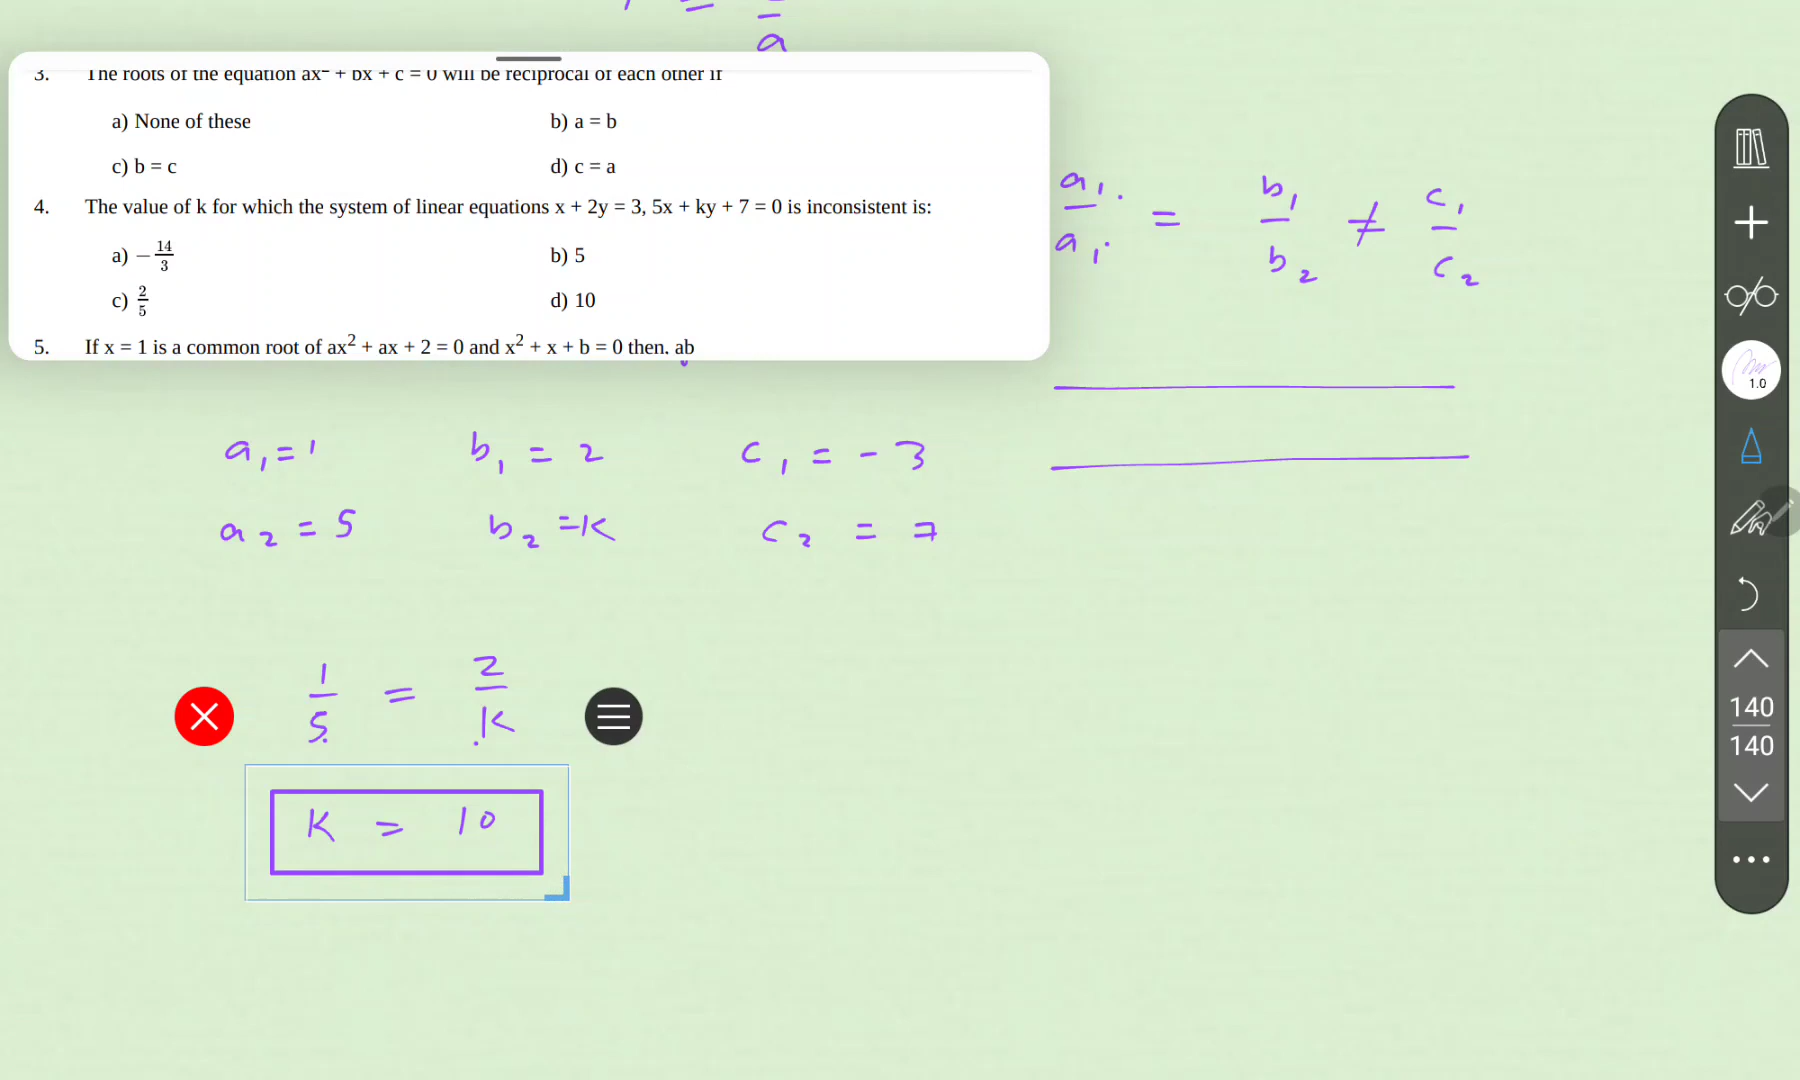 a
3. The roots of the equation ax² + bx + c = 0 will be reciprocal of each other if
a) None of these b) a = b
c) b = c d) c = a
4. The value of k for which the system of linear equations x + 2y = 3, 5x + ky + 7 = 0 is inconsistent is:
a) −14/3 b) 5
c) 2/5 d) 10
5. If x = 1 is a common root of ax² + ax + 2 = 0 and x² + x + b = 0 then, ab
a₁/a₁ = b₁/b₂ ≠ c₁/c₂
a₁ = 1 b₁ = 2 c₁ = - 3
a₂ = 5 b₂ = K c₂ = 7
1/5 = 2/K
K = 10
1.0
140
140